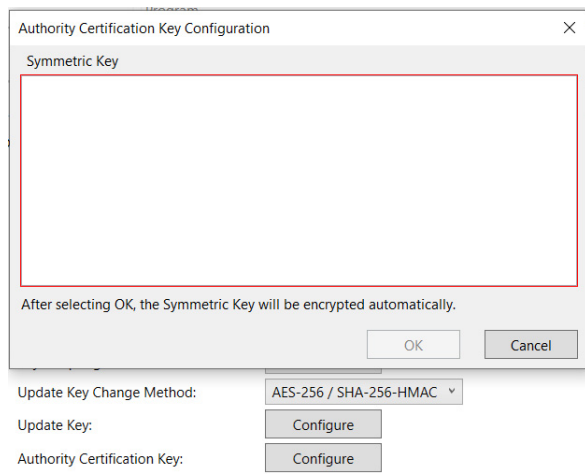 Program
Authority Certification Key Configuration
Symmetric Key
After selecting OK, the Symmetric Key will be encrypted automatically.
OK Cancel
Update Key Change Method: AES-256 / SHA-256-HMAC
Update Key: Configure
Authority Certification Key: Configure